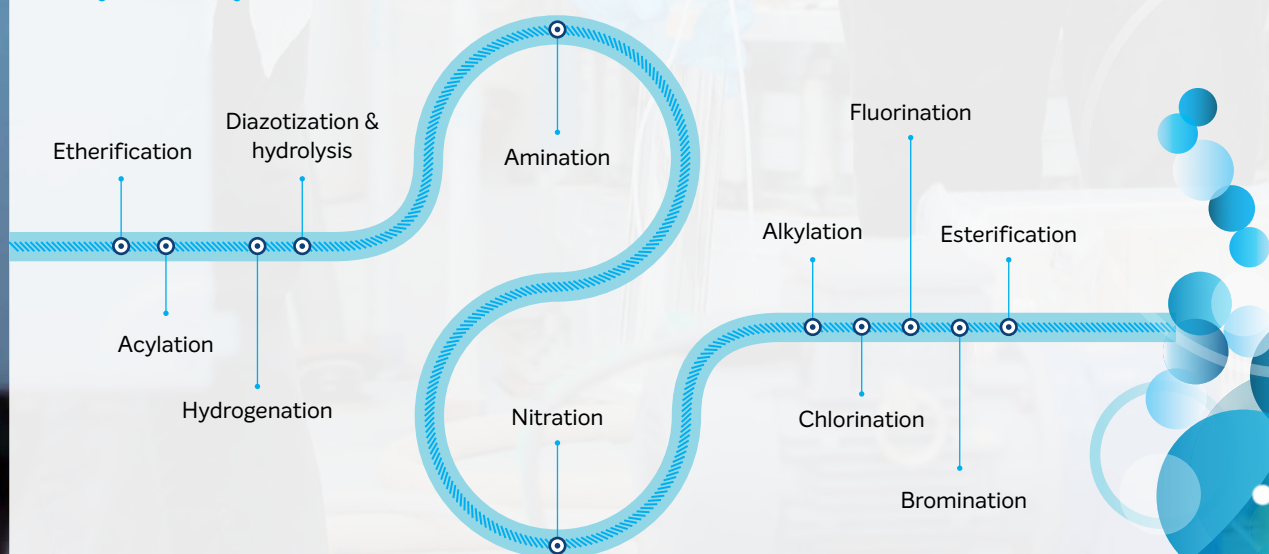 Etherification
Acylation
Hydrogenation
Diazotization &
hydrolysis
Amination
Nitration
Alkylation
Chlorination
Fluorination
Bromination
Esterification